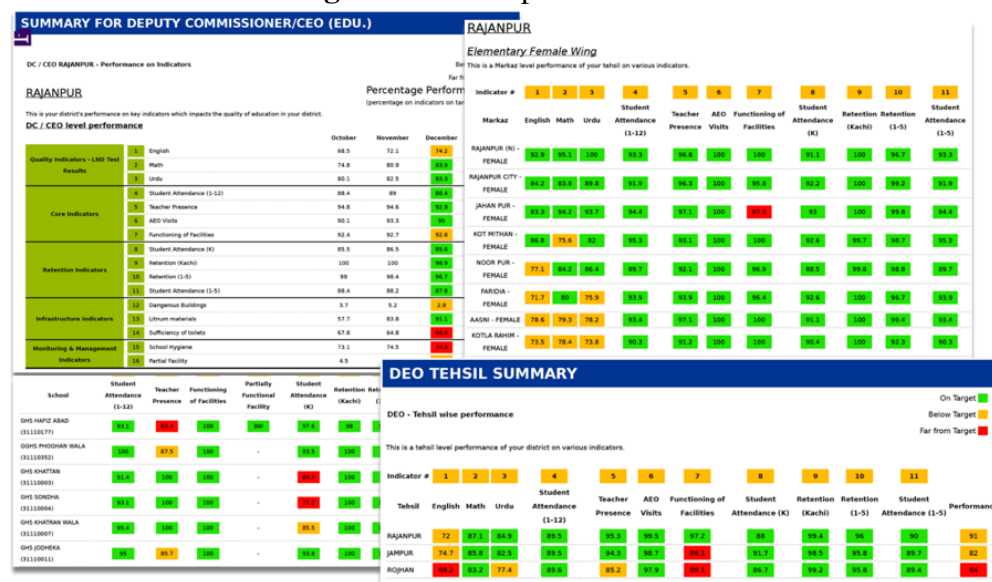 SUMMARY FOR DEPUTY COMMISSIONER/CEO (EDU.)
DC / CEO RAJANPUR - Performance on Indicators
Far
RAJANPUR
Percentage Perform
(percentage on indicators on tar
This is your district's performance on key indicators which impacts the quality of education in your district.
DC / CEO level performance
October November December
Quality Indicators - LND Test Results
1 English 68.5 72.1 74.2
2 Math 74.8 80.9 83.9
3 Urdu 80.1 82.5 83.3
Core Indicators
4 Student Attendance (1-12) 88.4 89 88.4
5 Teacher Presence 94.8 94.6 92.9
6 AEO Visits 90.1 93.3 99
7 Functioning of Facilities 92.4 92.7 92.8
Retention Indicators
8 Student Attendance (K) 85.5 86.5 85.6
9 Retention (Kachi) 100 100 98.9
10 Retention (1-5) 99 98.4 96.7
11 Student Attendance (1-5) 88.4 88.2 87.8
Infrastructure Indicators
12 Dangerous Buildings 3.7 5.2 2.8
13 Litnum materials 57.7 83.8 91.1
14 Sufficiency of toilets 67.8 64.8
Monitoring & Management Indicators
15 School Hygiene 73.1 74.5
16 Partial Facility 4.5
RAJANPUR
Elementary Female Wing
This is a Markaz level performance of your tehsil on various indicators.
Indicator # 1 2 3 4 5 6 7 8 9 10 11
Markaz English Math Urdu Student Attendance (1-12) Teacher Presence AEO Visits Functioning of Facilities Student Attendance (K) Retention (Kachi) Retention (1-5) Student Attendance (1-5)
RAJANPUR (N) - FEMALE 92.9 95.1 100 93.3 96.8 100 100 91.1 100 96.7 93.3
RAJANPUR CITY - FEMALE 84.2 83.8 89.8 91.9 96.3 100 95.8 92.2 100 99.2 91.9
JAHAN PUR - FEMALE 83.3 94.2 93.7 94.4 97.1 100 87.5 93 100 99.8 94.4
KOT MITHAN - FEMALE 86.8 75.6 82 95.3 93.1 100 100 92.6 99.7 98.7 95.3
NOOR PUR - FEMALE 77.1 84.2 86.4 89.7 92.1 100 96.9 88.5 99.8 98.8 89.7
FARIDIA - FEMALE 71.7 80 75.9 93.9 93.9 100 96.4 92.6 100 96.7 93.9
AASNI - FEMALE 78.6 79.3 78.2 93.4 97.1 100 100 91.1 100 99.4 93.4
KOTLA RAHIM - FEMALE 73.5 78.4 73.8 90.3 91.2 100 100 90.4 100 92.3 90.3
School Student Attendance (1-12) Teacher Presence Functioning of Facilities Partially Functional Facility Student Attendance (K) Retention (Kachi)
GHS HAFIZ ABAD (31110177) 93.1 100 BW 97.6 98
GGHS PHOGHAN WALA (31110352) 100 87.5 100 - 93.5 100
GHS KHATTAN (31110003) 91.4 100 100 - 100
GHS SONDHA (31110004) 93.1 100 100 - 100
GHS KHATRAN WALA (31110007) 95.4 100 100 - 85.5 100
GHS JODHEKA (31110011) 95 85.7 100 - 93.8 100
DEO TEHSIL SUMMARY
On Target
Below Target
Far from Target
DEO - Tehsil wise performance
This is a tehsil level performance of your district on various indicators.
Indicator # 1 2 3 4 5 6 7 8 9 10 11
Tehsil English Math Urdu Student Attendance (1-12) Teacher Presence AEO Visits Functioning of Facilities Student Attendance (K) Retention (Kachi) Retention (1-5) Student Attendance (1-5) Performanc
RAJANPUR 72 87.1 84.9 89.5 95.3 99.5 97.2 88 99.4 96 90 91
JAMPUR 74.7 85.8 82.5 89.5 94.3 98.7 86.1 91.7 98.5 95.8 89.7 82
ROJHAN 69.2 83.2 77.4 89.6 85.2 97.9 89.1 86.7 99.2 95.8 89.4 64